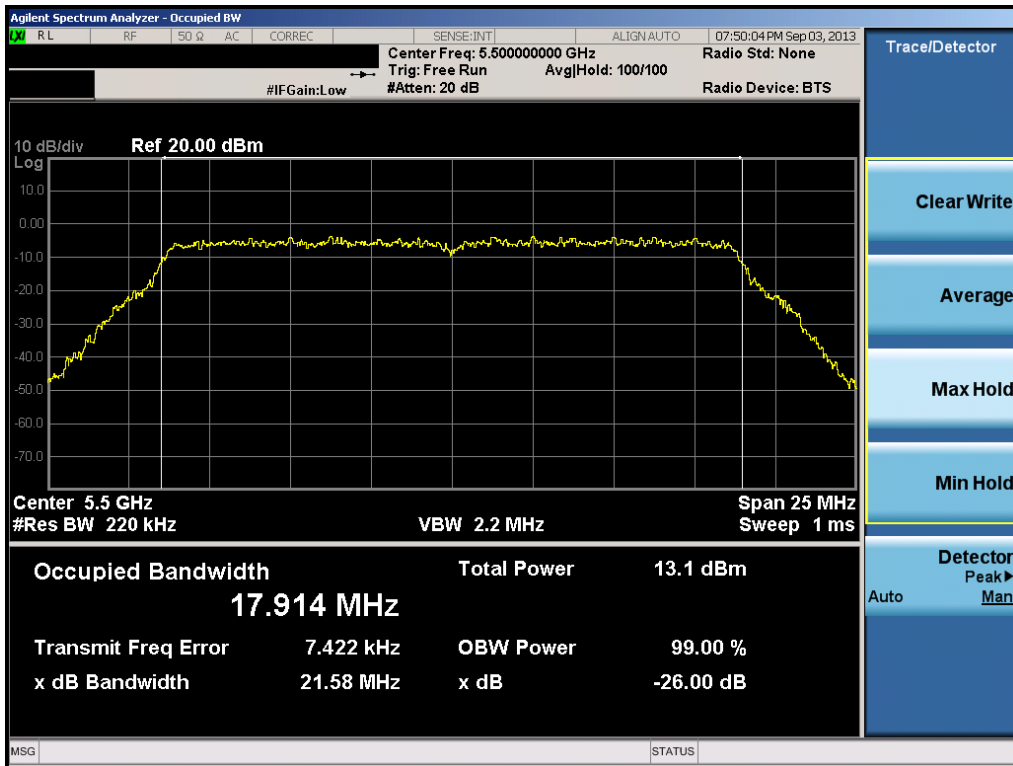 Agilent Spectrum Analyzer - Occupied BW
LXI RL RF 50 Ω AC CORREC SENSE:INT ALIGN AUTO 07:50:04 PM Sep 03, 2013
Center Freq: 5.500000000 GHz Radio Std: None
Trig: Free Run Avg|Hold: 100/100
#IFGain:Low #Atten: 20 dB Radio Device: BTS
10 dB/div Ref 20.00 dBm
Log
10.0
0.00
-10.0
-20.0
-30.0
-40.0
-50.0
-60.0
-70.0
Center 5.5 GHz Span 25 MHz
#Res BW 220 kHz VBW 2.2 MHz Sweep 1 ms
Occupied Bandwidth Total Power 13.1 dBm
17.914 MHz
Transmit Freq Error 7.422 kHz OBW Power 99.00 %
x dB Bandwidth 21.58 MHz x dB -26.00 dB
MSG STATUS
Trace/Detector
Clear Write
Average
Max Hold
Min Hold
Detector
Peak▶
Auto Man